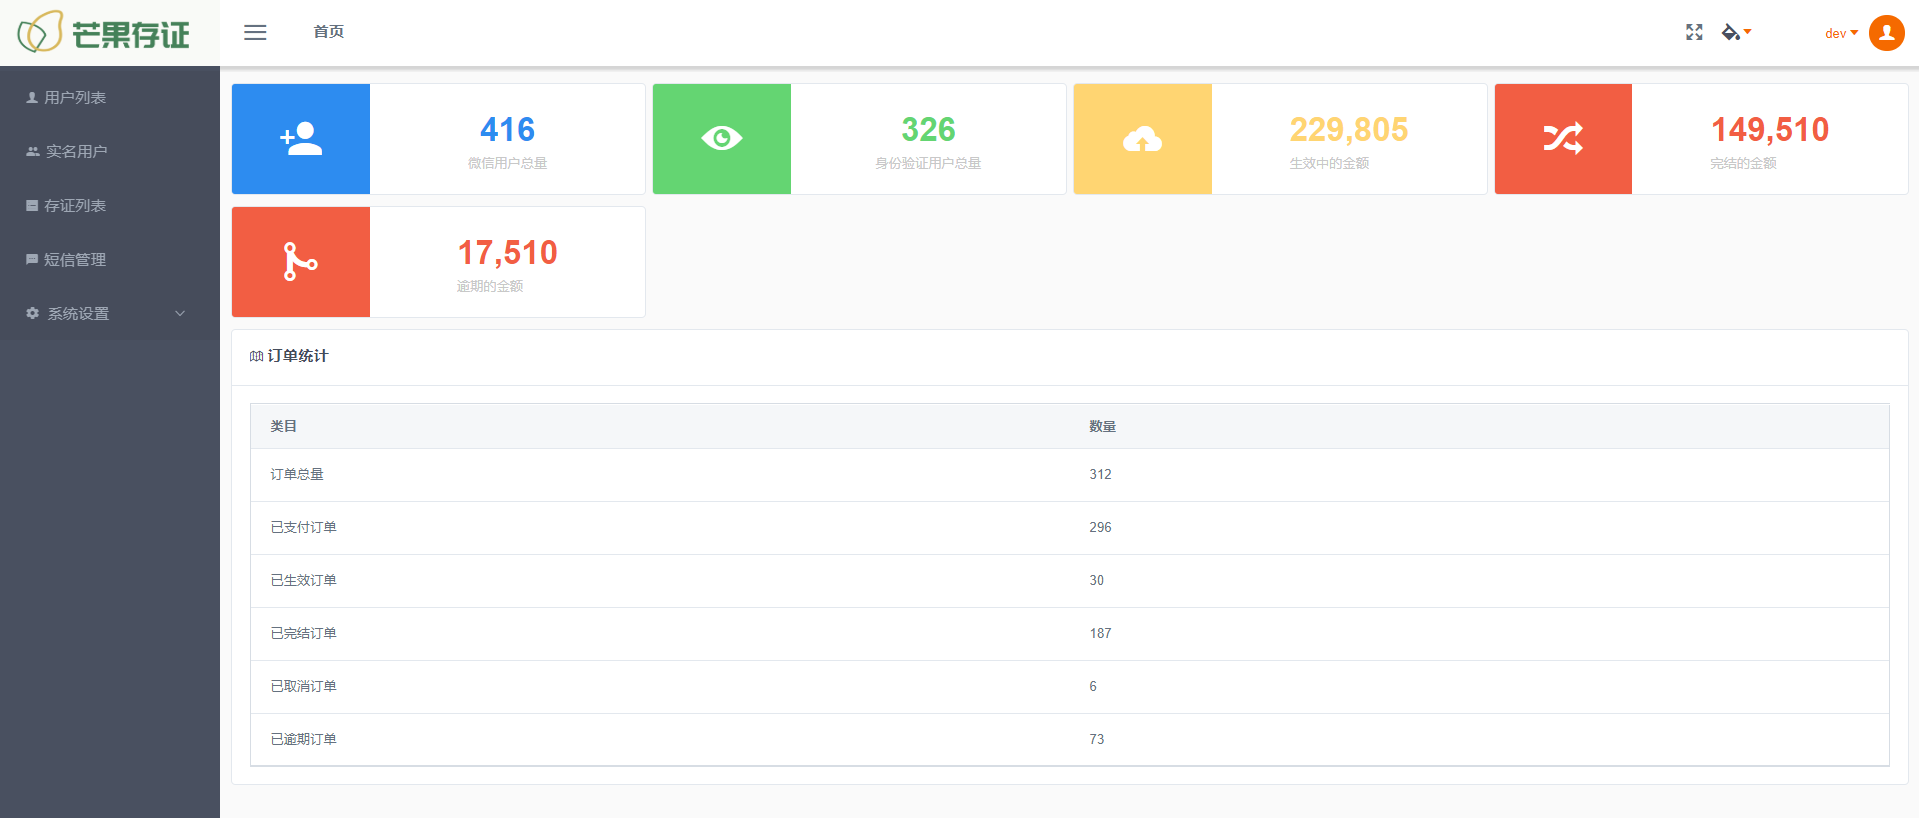 芒果存证
首页
dev
用户列表
实名用户
存证列表
短信管理
系统设置
416
微信用户总量
326
身份验证用户总量
229,805
生效中的金额
149,510
完结的金额
17,510
逾期的金额
订单统计
类目 数量
订单总量 312
已支付订单 296
已生效订单 30
已完结订单 187
已取消订单 6
已逾期订单 73